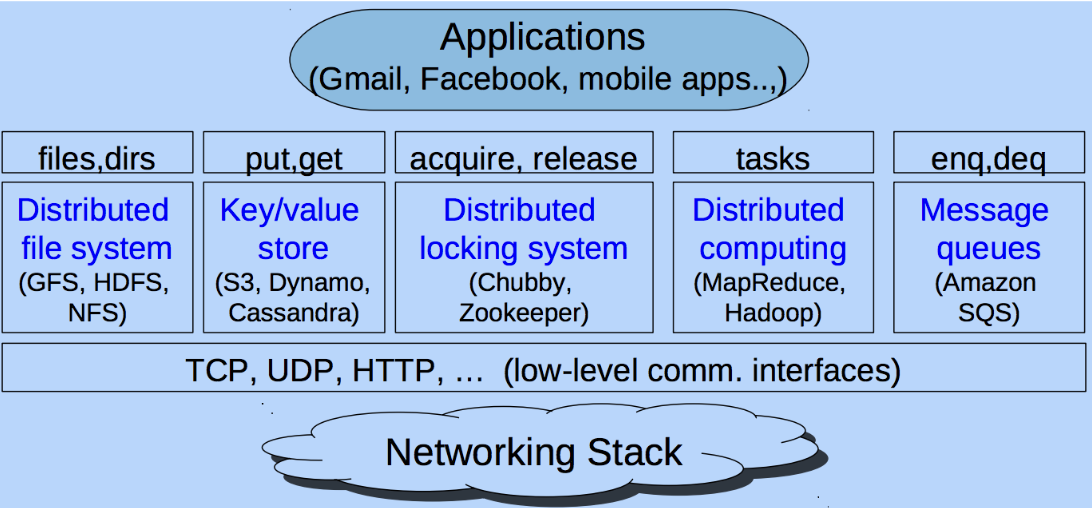 Applications
(Gmail, Facebook, mobile apps..,)
files,dirs
put,get
acquire, release
tasks
enq,deq
Distributed
file system
(GFS, HDFS,
NFS)
Key/value
store
(S3, Dynamo,
Cassandra)
Distributed
locking system
(Chubby,
Zookeeper)
Distributed
computing
(MapReduce,
Hadoop)
Message
queues
(Amazon
SQS)
TCP, UDP, HTTP, … (low-level comm. interfaces)
Networking Stack